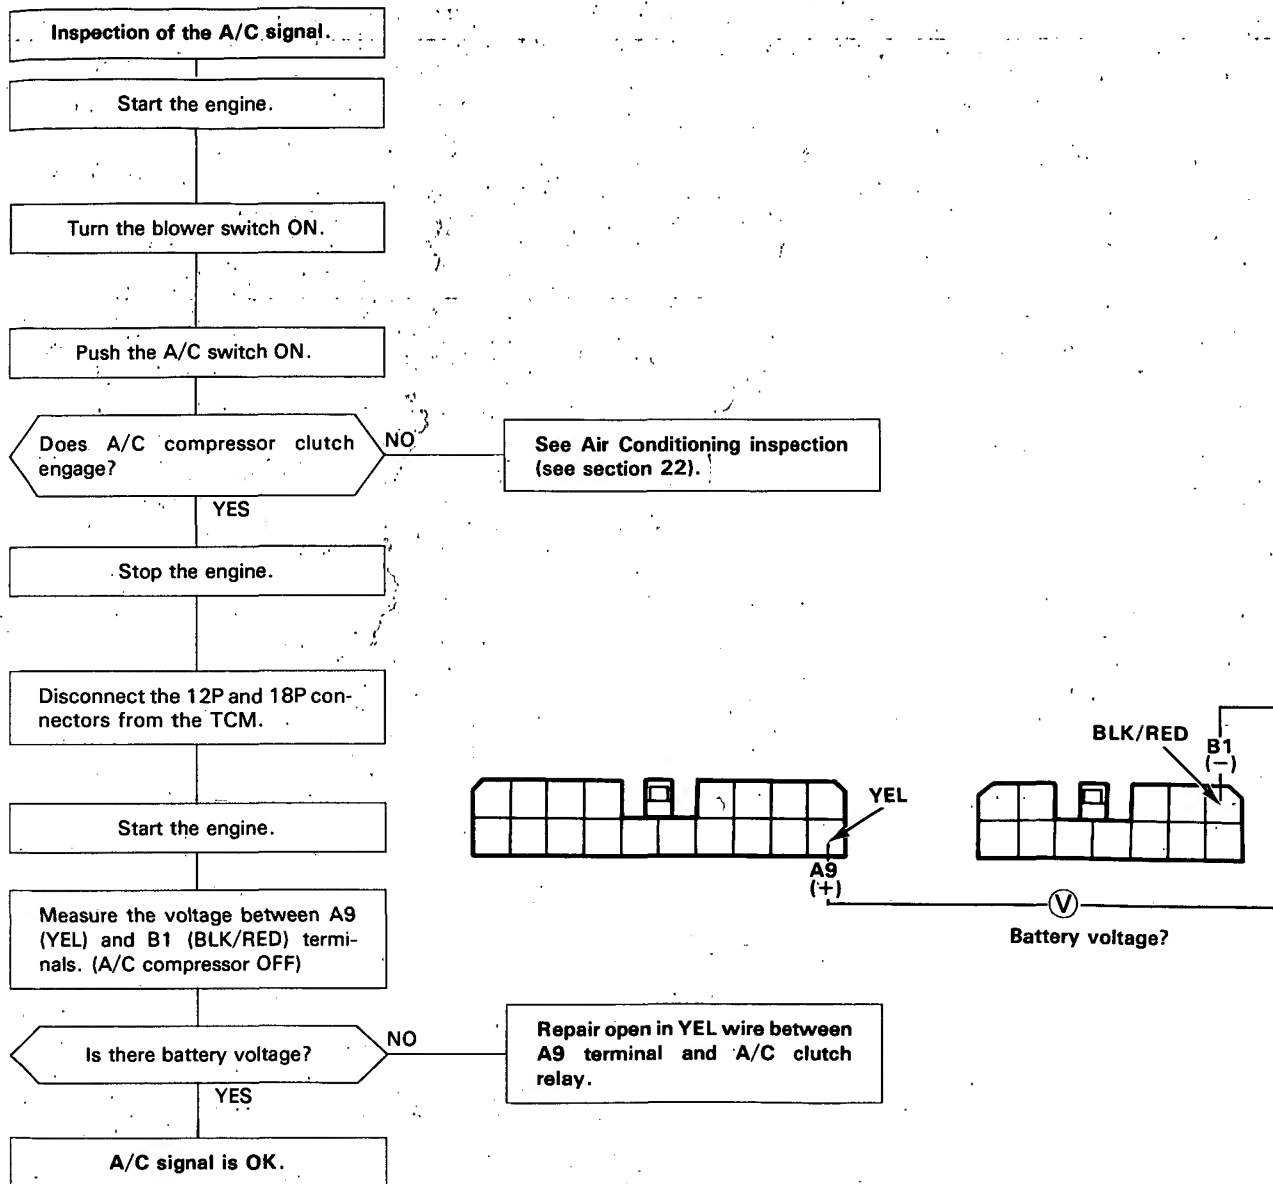 Inspection of the A/C signal.
Start the engine.
Turn the blower switch ON.
Push the A/C switch ON.
Does A/C compressor clutch
engage?
NO
See Air Conditioning inspection
(see section 22).
YES
Stop the engine.
Disconnect the 12P and 18P con-
nectors from the TCM.
Start the engine.
Measure the voltage between A9
(YEL) and B1 (BLK/RED) termi-
nals. (A/C compressor OFF)
YEL
A9
(+)
BLK/RED
B1
(−)
V
Battery voltage?
Is there battery voltage?
NO
Repair open in YEL wire between
A9 terminal and A/C clutch
relay.
YES
A/C signal is OK.